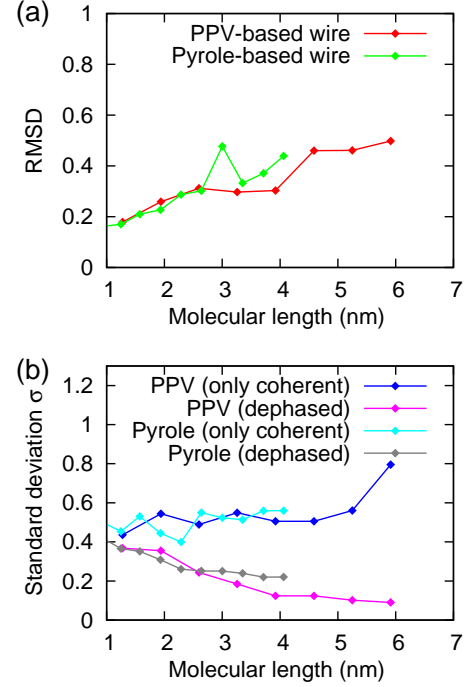 (a)
PPV-based wire
Pyrole-based wire
1
0.8
0.6
0.4
0.2
0
RMSD
1 2 3 4 5 6 7
Molecular length (nm)
(b)
PPV (only coherent)
PPV (dephased)
Pyrole (only coherent)
Pyrole (dephased)
1.2
0.8
0.6
0.4
0.2
0
Standard deviation σ
1 2 3 4 5 6 7
Molecular length (nm)